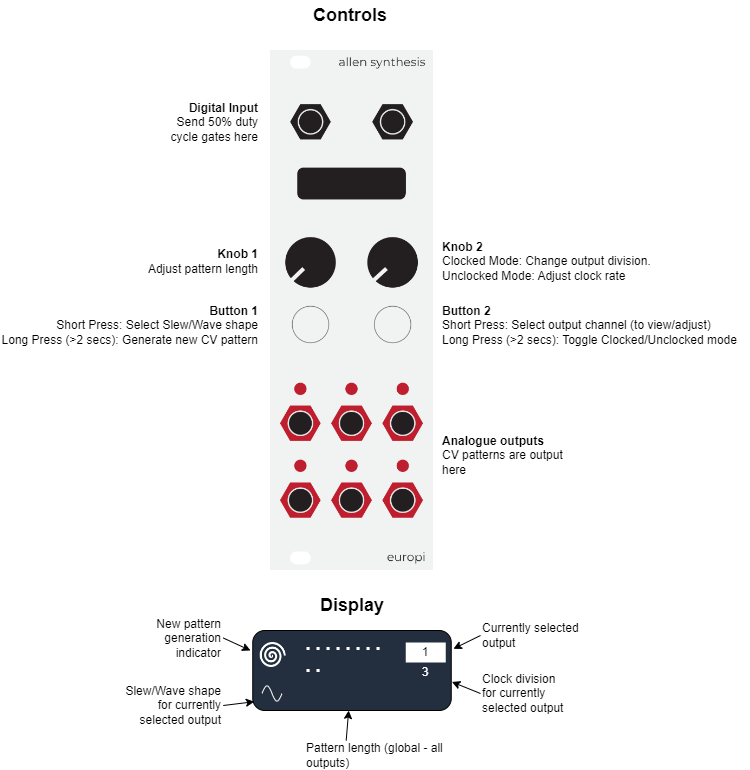 Controls
allen synthesis
Digital Input
Send 50% duty
cycle gates here
Knob 1
Adjust pattern length
Knob 2
Clocked Mode: Change output division.
Unclocked Mode: Adjust clock rate
Button 1
Short Press: Select Slew/Wave shape
Long Press (>2 secs): Generate new CV pattern
Button 2
Short Press: Select output channel (to view/adjust)
Long Press (>2 secs): Toggle Clocked/Unclocked mode
Analogue outputs
CV patterns are output
here
europi
Display
New pattern
generation
indicator
Slew/Wave shape
for currently
selected output
1
3
Currently selected
output
Clock division
for currently
selected output
Pattern length (global - all
outputs)